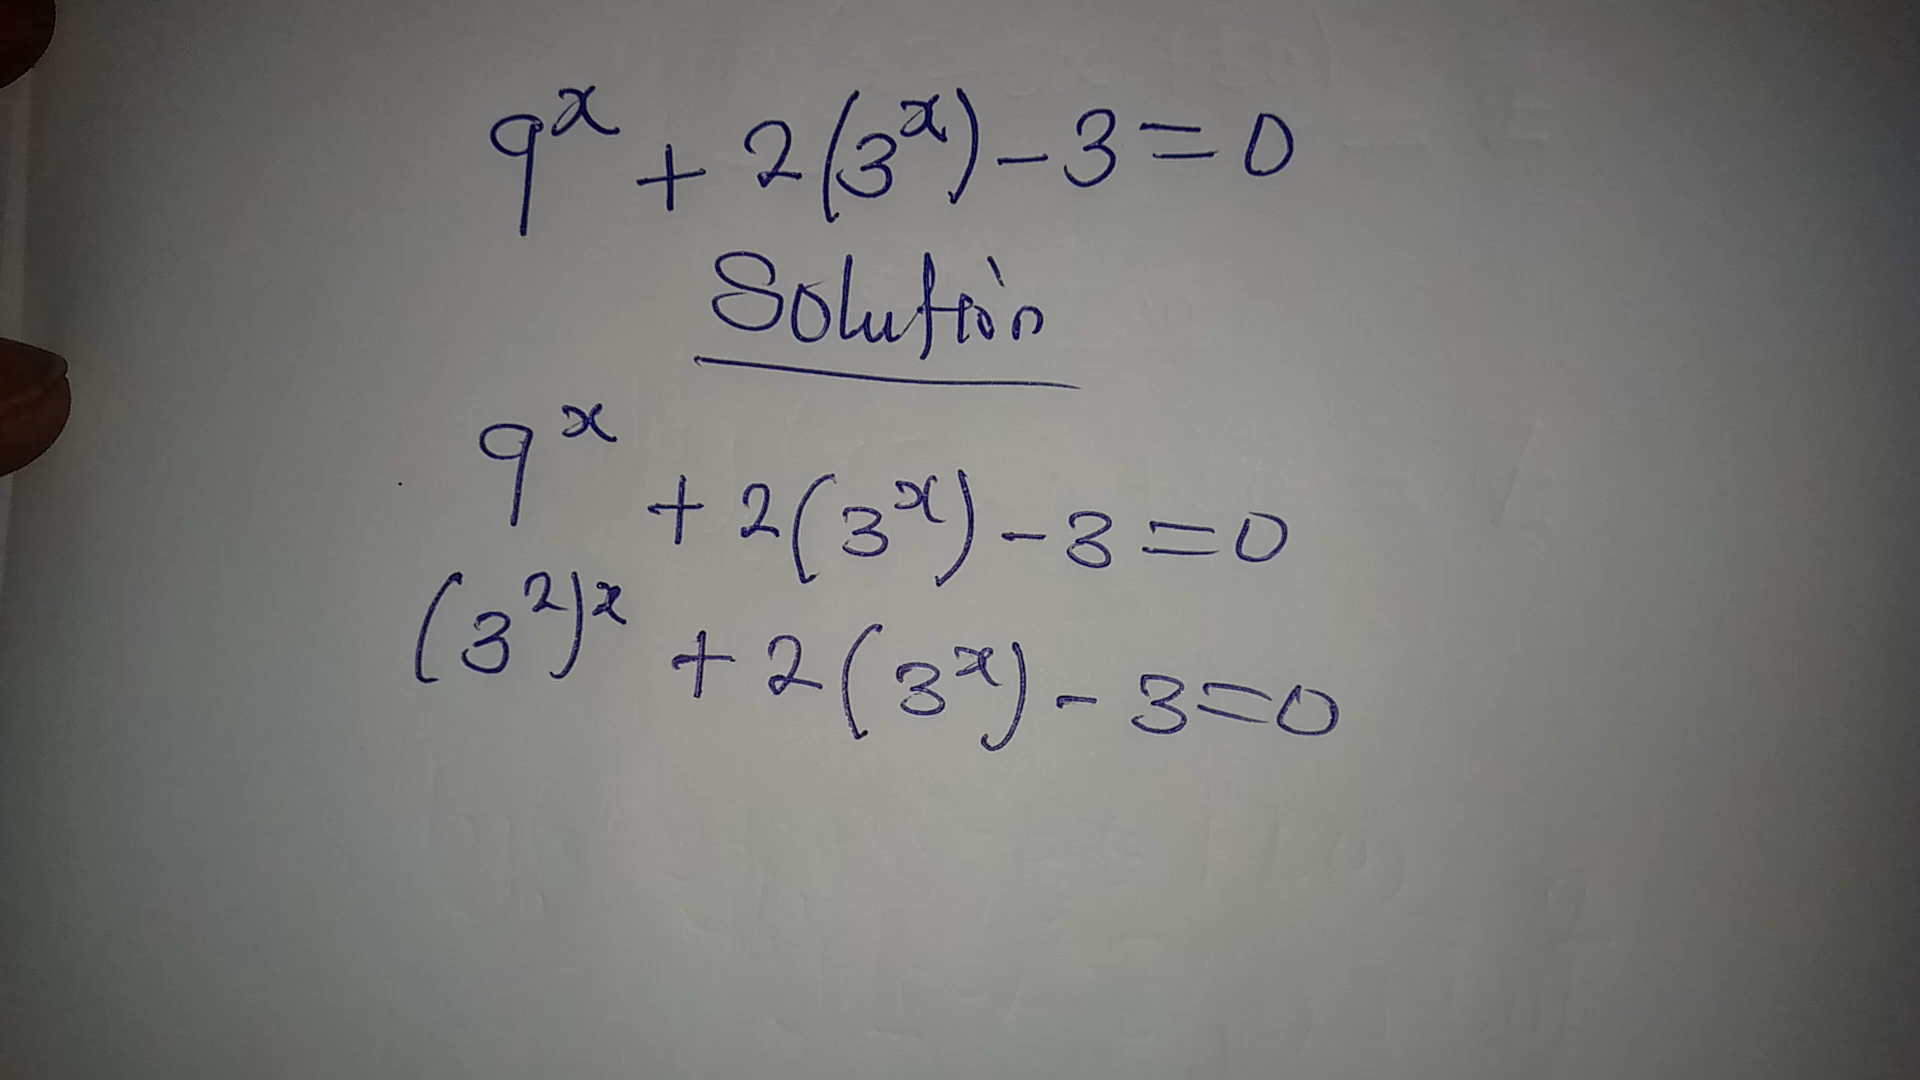 9^x + 2(3^x) - 3 = 0
Solution
9^x + 2(3^x) - 3 = 0
(3^2)^x + 2(3^x) - 3 = 0